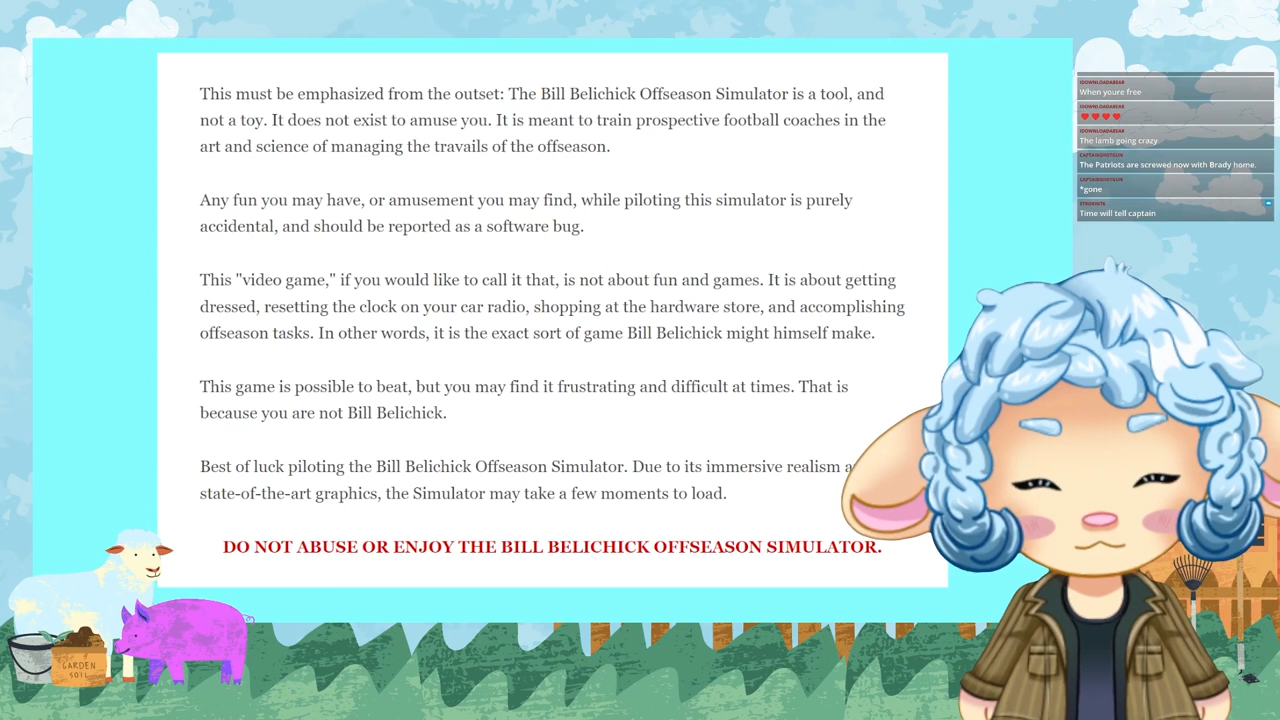 This must be emphasized from the outset: The Bill Belichick Offseason Simulator is a tool, and
not a toy. It does not exist to amuse you. It is meant to train prospective football coaches in the
art and science of managing the travails of the offseason.
Any fun you may have, or amusement you may find, while piloting this simulator is purely
accidental, and should be reported as a software bug.
This "video game," if you would like to call it that, is not about fun and games. It is about getting
dressed, resetting the clock on your car radio, shopping at the hardware store, and accomplishing
offseason tasks. In other words, it is the exact sort of game Bill Belichick might himself make.
This game is possible to beat, but you may find it frustrating and difficult at times. That is
because you are not Bill Belichick.
Best of luck piloting the Bill Belichick Offseason Simulator. Due to its immersive realism
state-of-the-art graphics, the Simulator may take a few moments to load.
DO NOT ABUSE OR ENJOY THE BILL BELICHICK OFFSEASON SIMULATOR.
IDOWNLOADABEAR
When youre free
IDOWNLOADABEAR
IDOWNLOADABEAR
The lamb going crazy
CAPTAINSHOTGUN
The Patriots are screwed now with Brady home.
CAPTAINSHOTGUN
*gone
Time will tell captain
GARDEN
SOIL